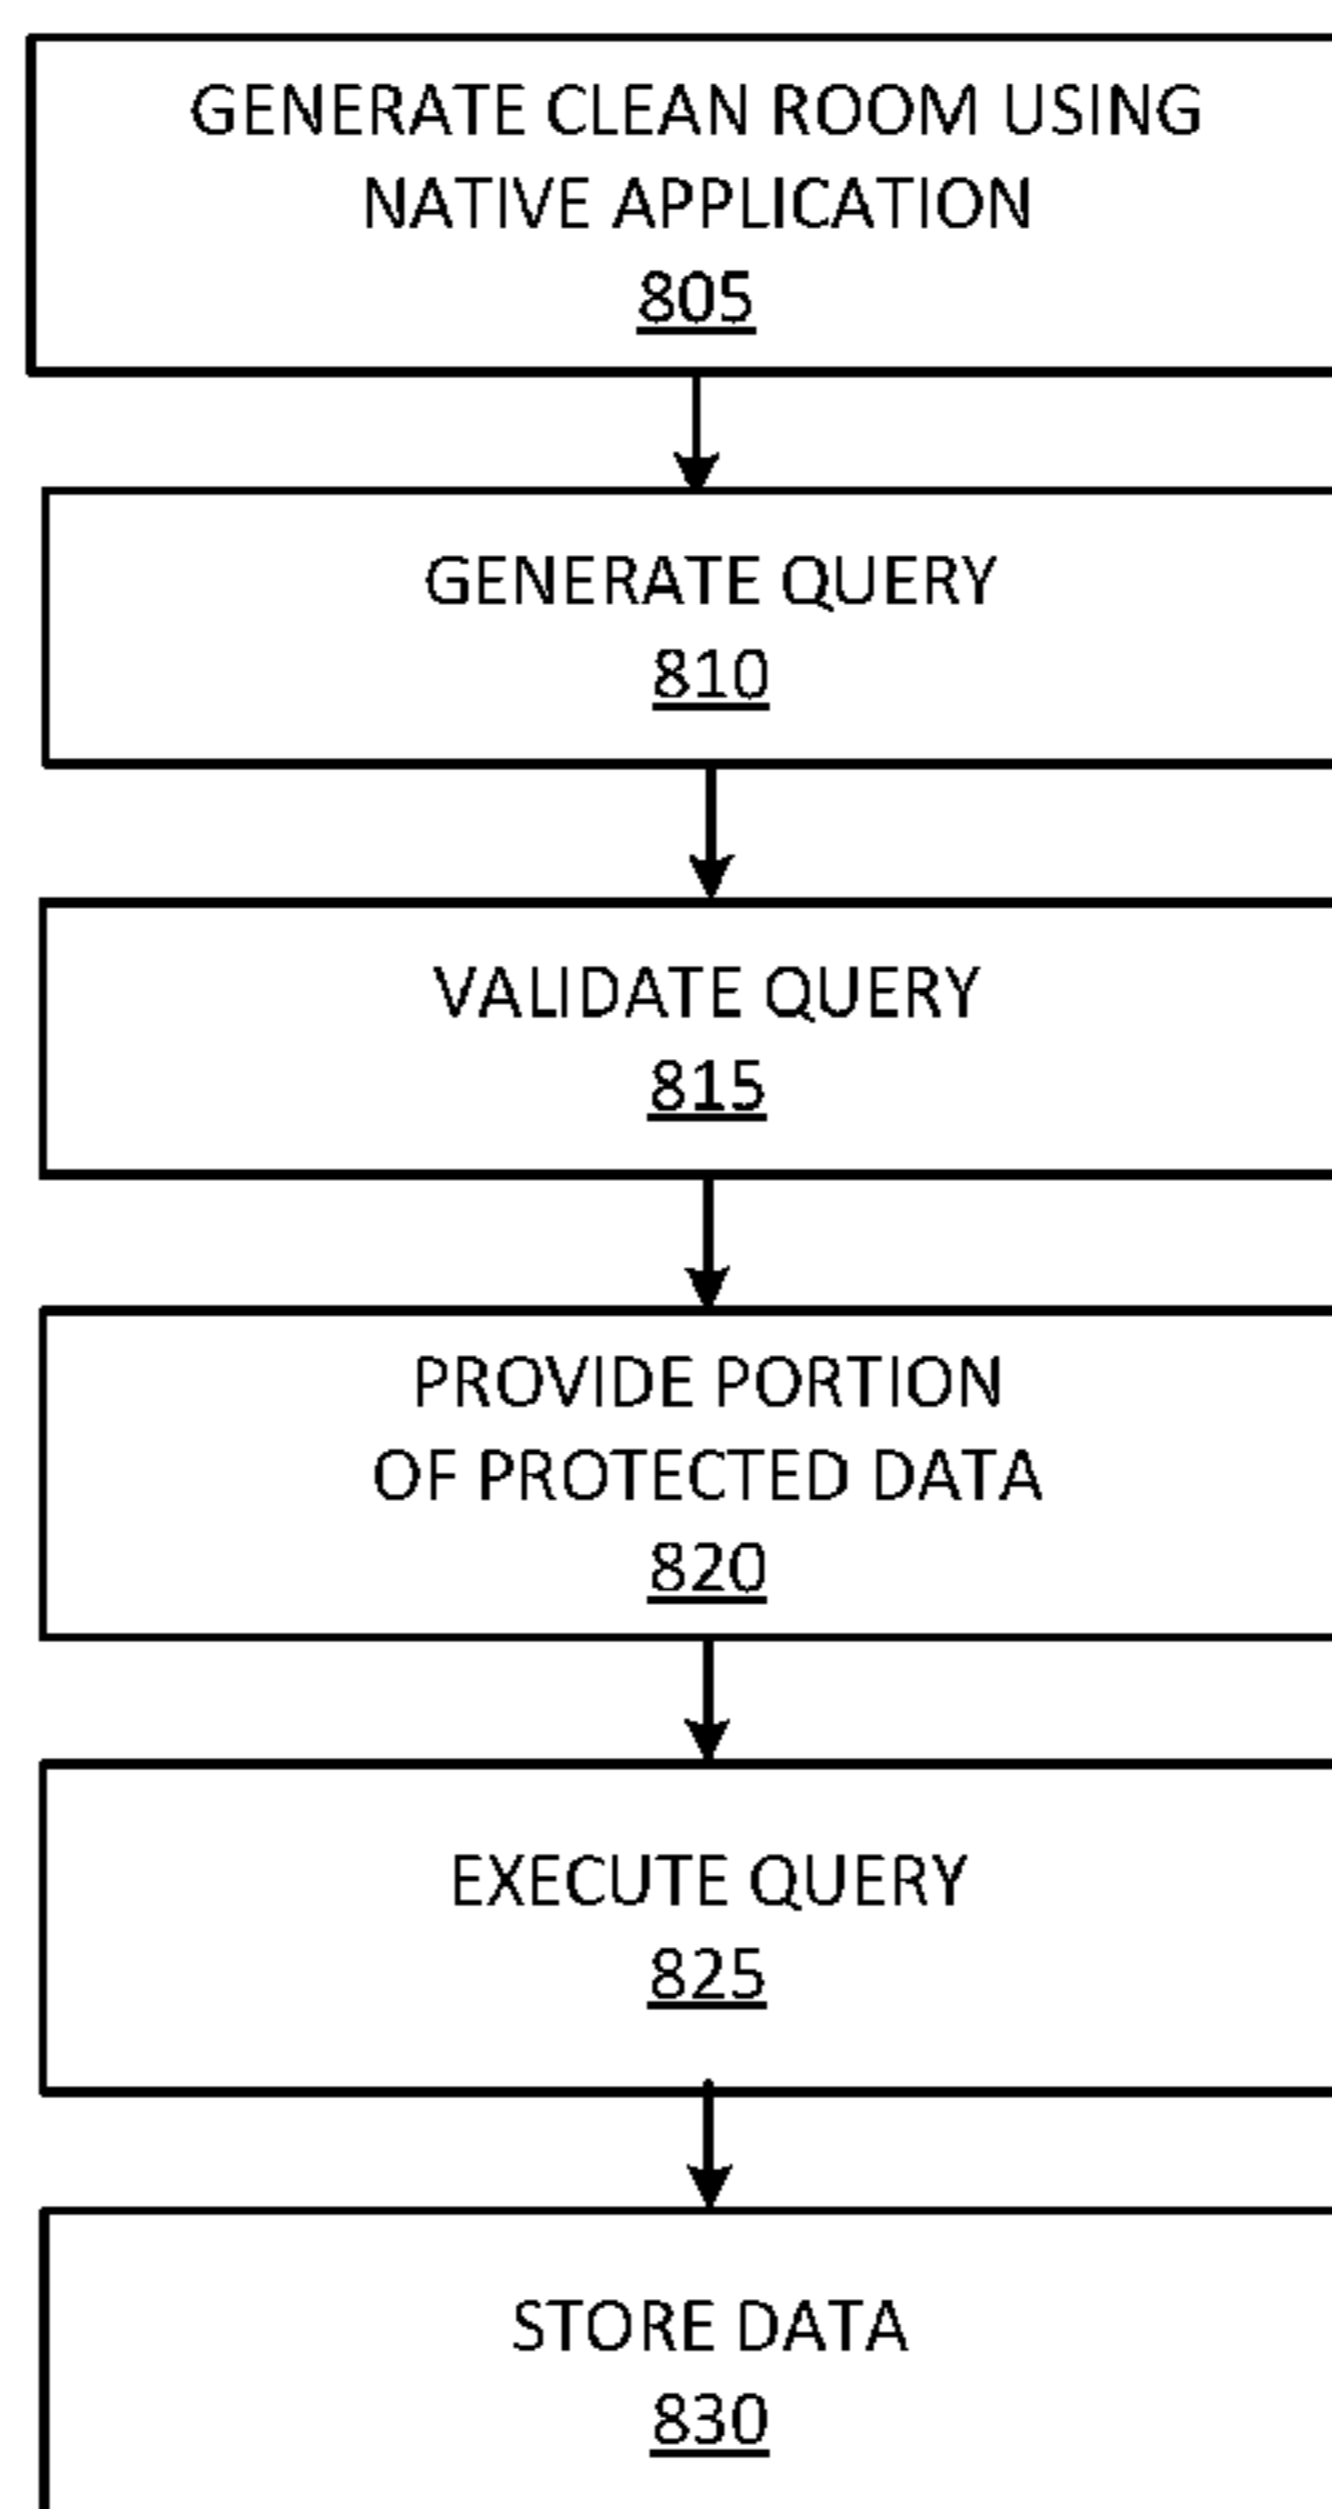 GENERATE CLEAN ROOM USING
NATIVE APPLICATION
805
GENERATE QUERY
810
VALIDATE QUERY
815
PROVIDE PORTION
OF PROTECTED DATA
820
EXECUTE QUERY
825
STORE DATA
830